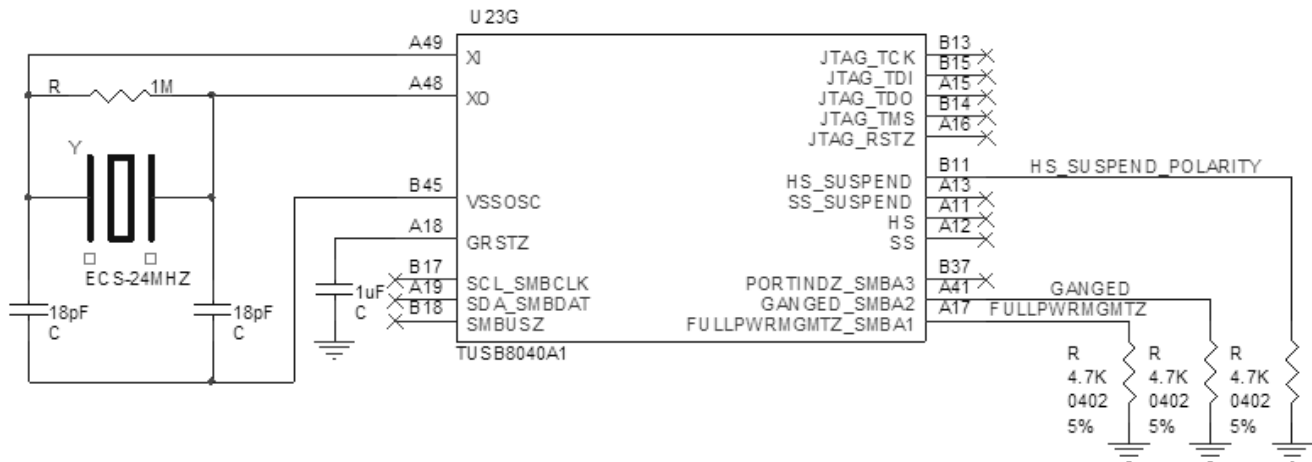 U23G
A49 XI JTAG_TCK B13
JTAG_TDI B15
R 1M A48 XO JTAG_TDO A15
JTAG_TMS B14
JTAG_RSTZ A16
Y
B11 HS_SUSPEND_POLARITY
B45 VSSOSC HS_SUSPEND
SS_SUSPEND A13
HS A11
A18 GRSTZ SS A12
ECS-24MHZ
B17 SCL_SMBCLK PORTINDZ_SMBA3 B37
A19 SDA_SMBDAT GANGED_SMBA2 A41 GANGED
B18 SMBUSZ FULLPWRMGMTZ_SMBA1 A17 FULLPWRMGMTZ
18pF
C
18pF
C
1uF
C
TUSB8040A1
R R R
4.7K 4.7K 4.7K
0402 0402 0402
5% 5% 5%